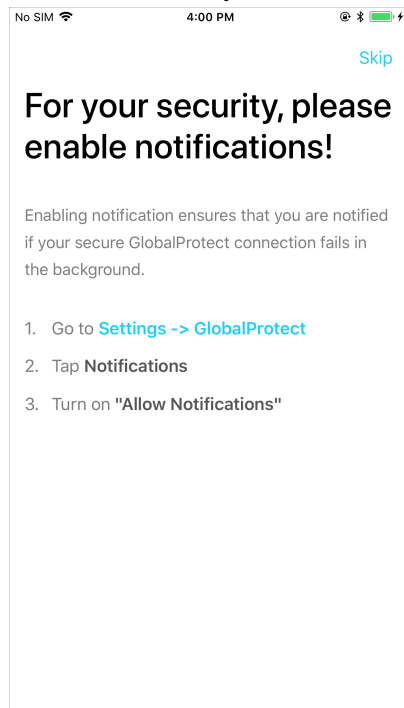 No SIM 4:00 PM
Skip
For your security, please
enable notifications!
Enabling notification ensures that you are notified
if your secure GlobalProtect connection fails in
the background.
1. Go to Settings -> GlobalProtect
2. Tap Notifications
3. Turn on "Allow Notifications"